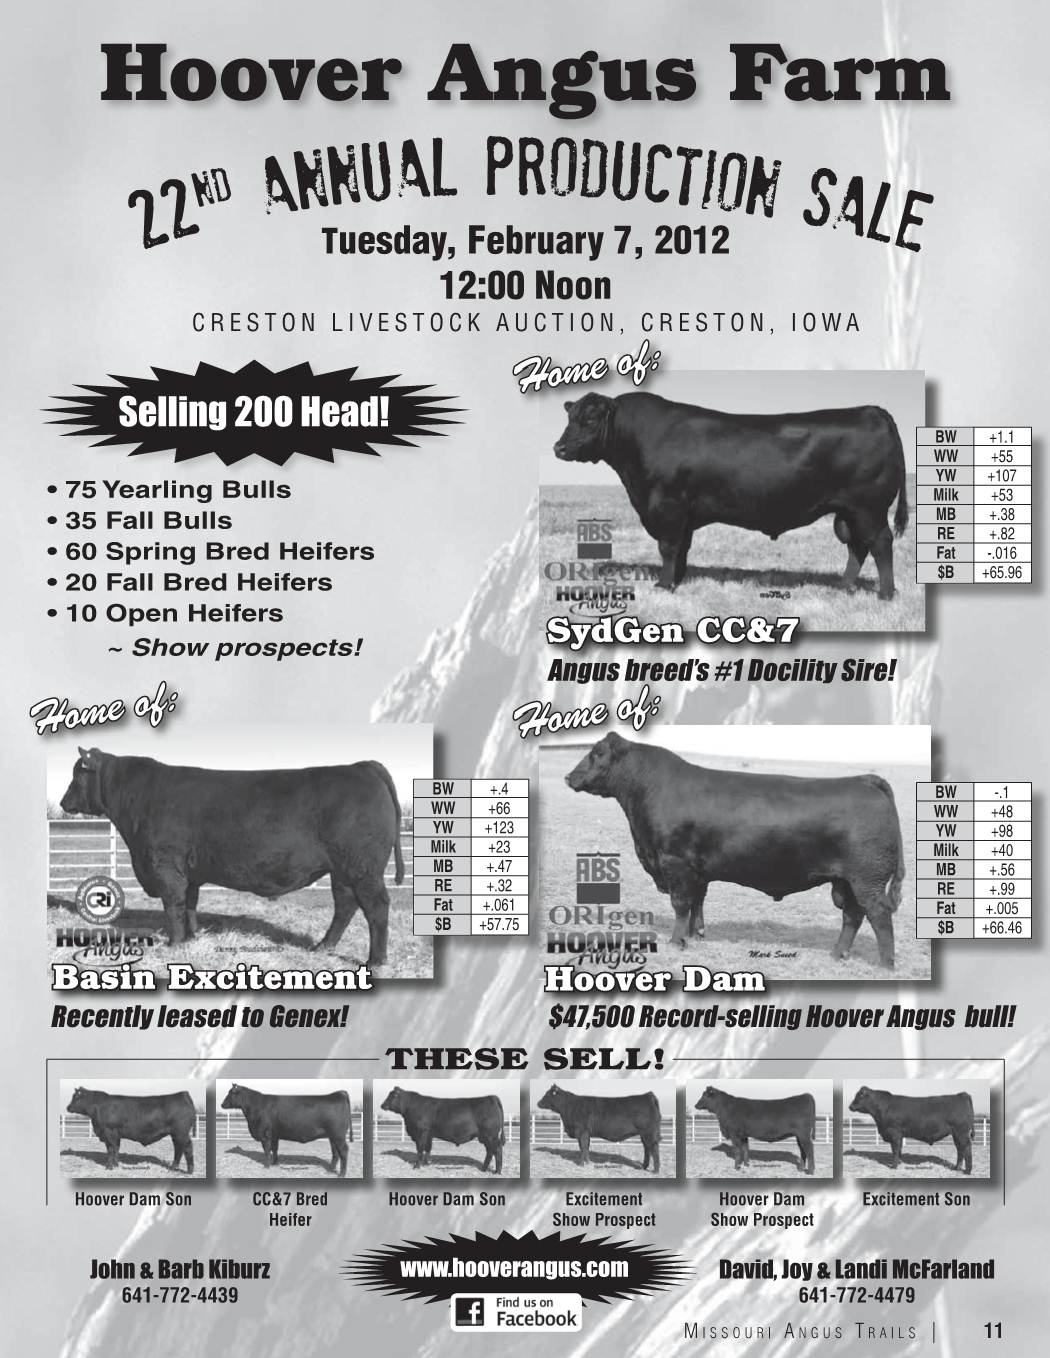 Hoover Angus Farm
22ND ANNUAL PRODUCTION SALE
Tuesday, February 7, 2012
12:00 Noon
CRESTON LIVESTOCK AUCTION, CRESTON, IOWA
Selling 200 Head!
• 75 Yearling Bulls
• 35 Fall Bulls
• 60 Spring Bred Heifers
• 20 Fall Bred Heifers
• 10 Open Heifers
~ Show prospects!
Home of:
BW +1.1
WW +55
YW +107
Milk +53
MB +.38
RE +.82
Fat -.016
$B +65.96
ABS
ORIgen
HOOVER
Angus
SydGen CC&7
Angus breed's #1 Docility Sire!
Home of:
BW +.4
WW +66
YW +123
Milk +23
MB +.47
RE +.32
Fat +.061
$B +57.75
CRI
HOOVER
Angus
Basin Excitement
Recently leased to Genex!
Home of:
BW -.1
WW +48
YW +98
Milk +40
MB +.56
RE +.99
Fat +.005
$B +66.46
ABS
ORIgen
HOOVER
Angus
Mark Sneed
Hoover Dam
$47,500 Record-selling Hoover Angus bull!
THESE SELL!
Hoover Dam Son
CC&7 Bred
Heifer
Hoover Dam Son
Excitement
Show Prospect
Hoover Dam
Show Prospect
Excitement Son
John & Barb Kiburz
641-772-4439
www.hooverangus.com
Find us on
Facebook
David, Joy & Landi McFarland
641-772-4479
MISSOURI ANGUS TRAILS | 11